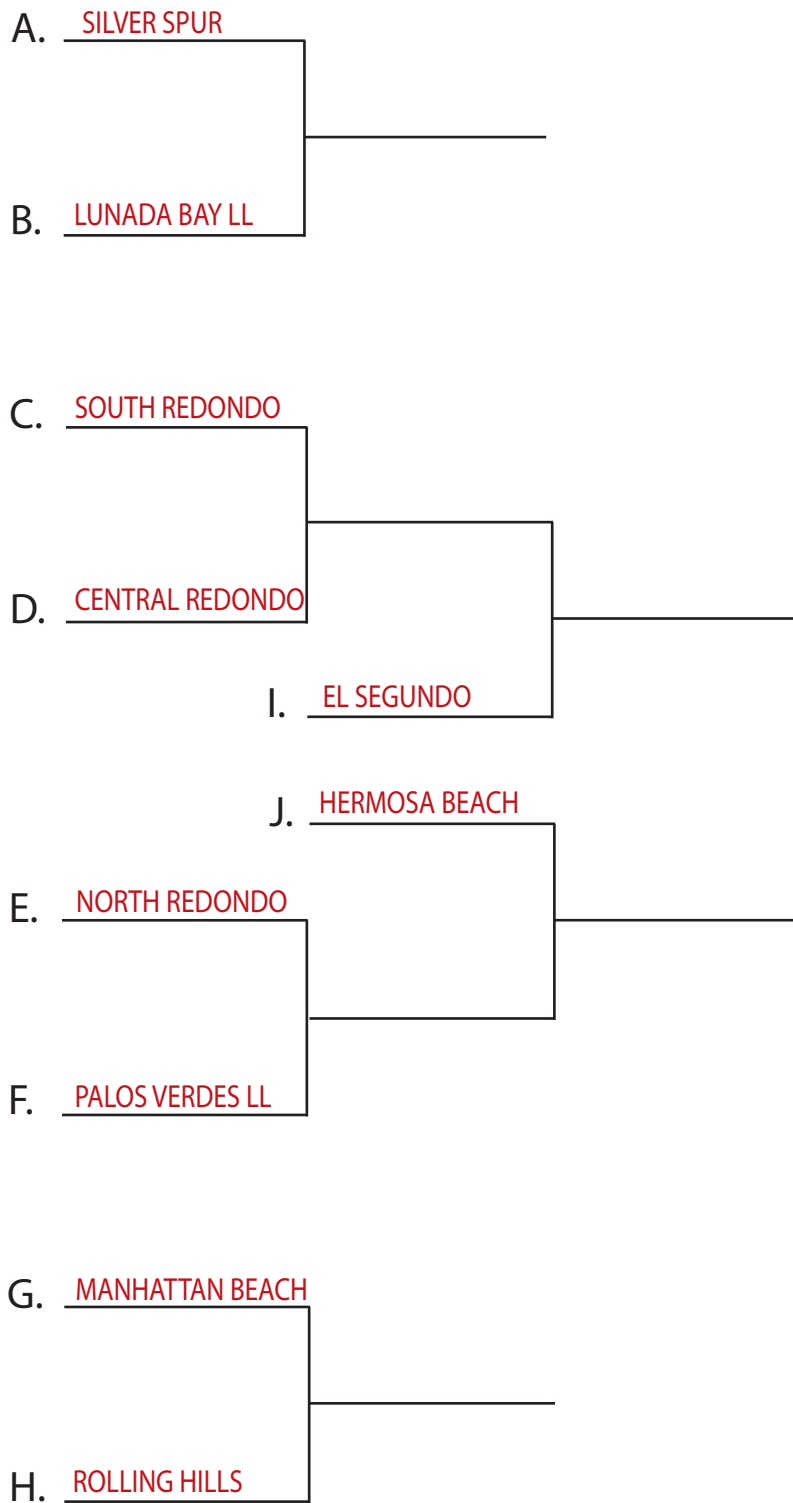 A. SILVER SPUR
B. LUNADA BAY LL
C. SOUTH REDONDO
D. CENTRAL REDONDO
I. EL SEGUNDO
J. HERMOSA BEACH
E. NORTH REDONDO
F. PALOS VERDES LL
G. MANHATTAN BEACH
H. ROLLING HILLS